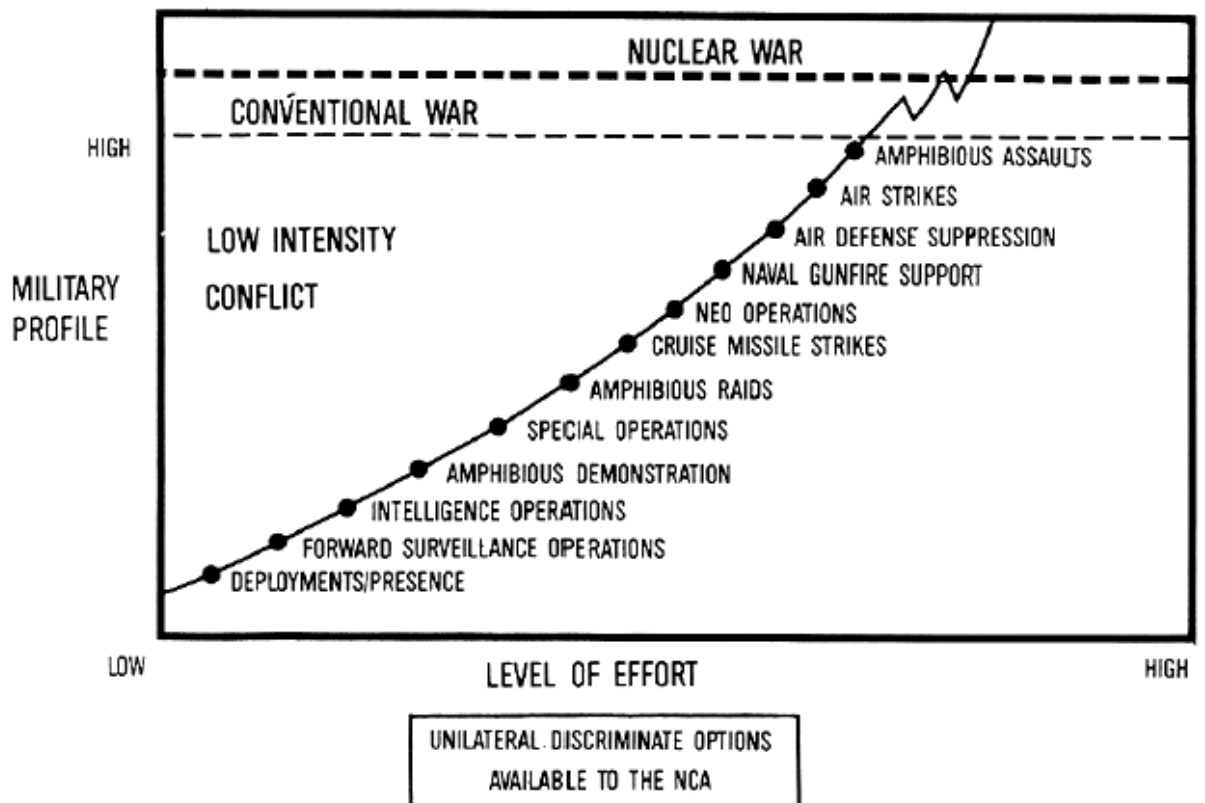 NUCLEAR WAR
CONVENTIONAL WAR
HIGH
AMPHIBIOUS ASSAULTS
AIR STRIKES
LOW INTENSITY
CONFLICT
AIR DEFENSE SUPPRESSION
NAVAL GUNFIRE SUPPORT
MILITARY
PROFILE
NEO OPERATIONS
CRUISE MISSILE STRIKES
AMPHIBIOUS RAIDS
SPECIAL OPERATIONS
AMPHIBIOUS DEMONSTRATION
INTELLIGENCE OPERATIONS
FORWARD SURVEILLANCE OPERATIONS
DEPLOYMENTS/PRESENCE
LOW
LEVEL OF EFFORT
HIGH
UNILATERAL DISCRIMINATE OPTIONS
AVAILABLE TO THE NCA